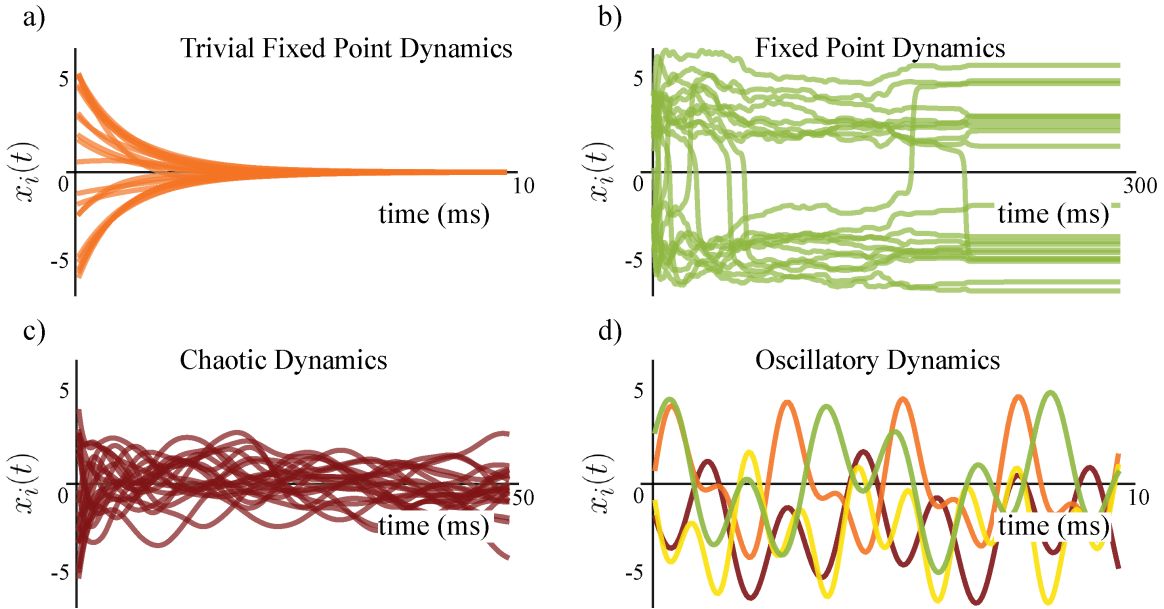 a)
Trivial Fixed Point Dynamics
5
0
-5
x_i(t)
10
time (ms)
b)
Fixed Point Dynamics
5
0
-5
x_i(t)
300
time (ms)
c)
Chaotic Dynamics
5
0
-5
x_i(t)
50
time (ms)
d)
Oscillatory Dynamics
5
0
-5
x_i(t)
10
time (ms)